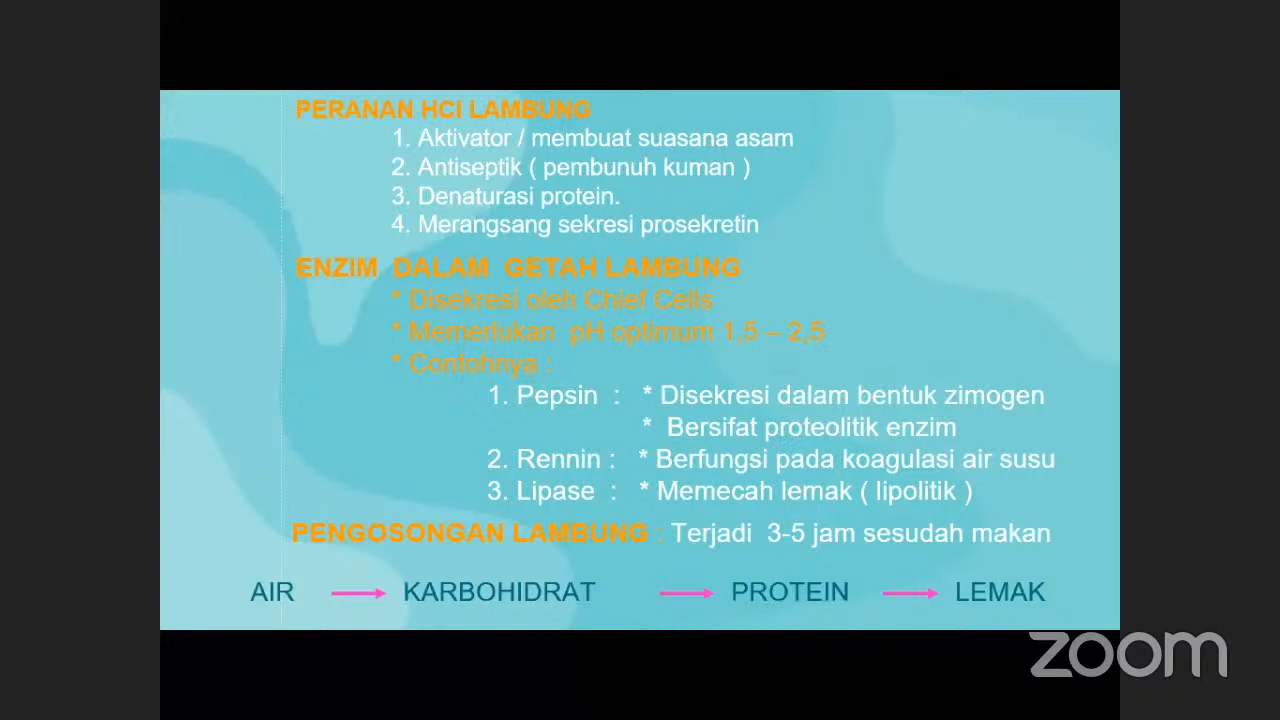 PERANAN HCl LAMBUNG
1. Aktivator / membuat suasana asam
2. Antiseptik ( pembunuh kuman )
3. Denaturasi protein.
4. Merangsang sekresi prosekretin
ENZIM DALAM GETAH LAMBUNG
* Disekresi oleh Chief Cells
* Memerlukan pH optimum 1,5 – 2,5
* Contohnya :
1. Pepsin : * Disekresi dalam bentuk zimogen
* Bersifat proteolitik enzim
2. Rennin : * Berfungsi pada koagulasi air susu
3. Lipase : * Memecah lemak ( lipolitik )
PENGOSONGAN LAMBUNG : Terjadi 3-5 jam sesudah makan
AIR → KARBOHIDRAT → PROTEIN → LEMAK
zoom